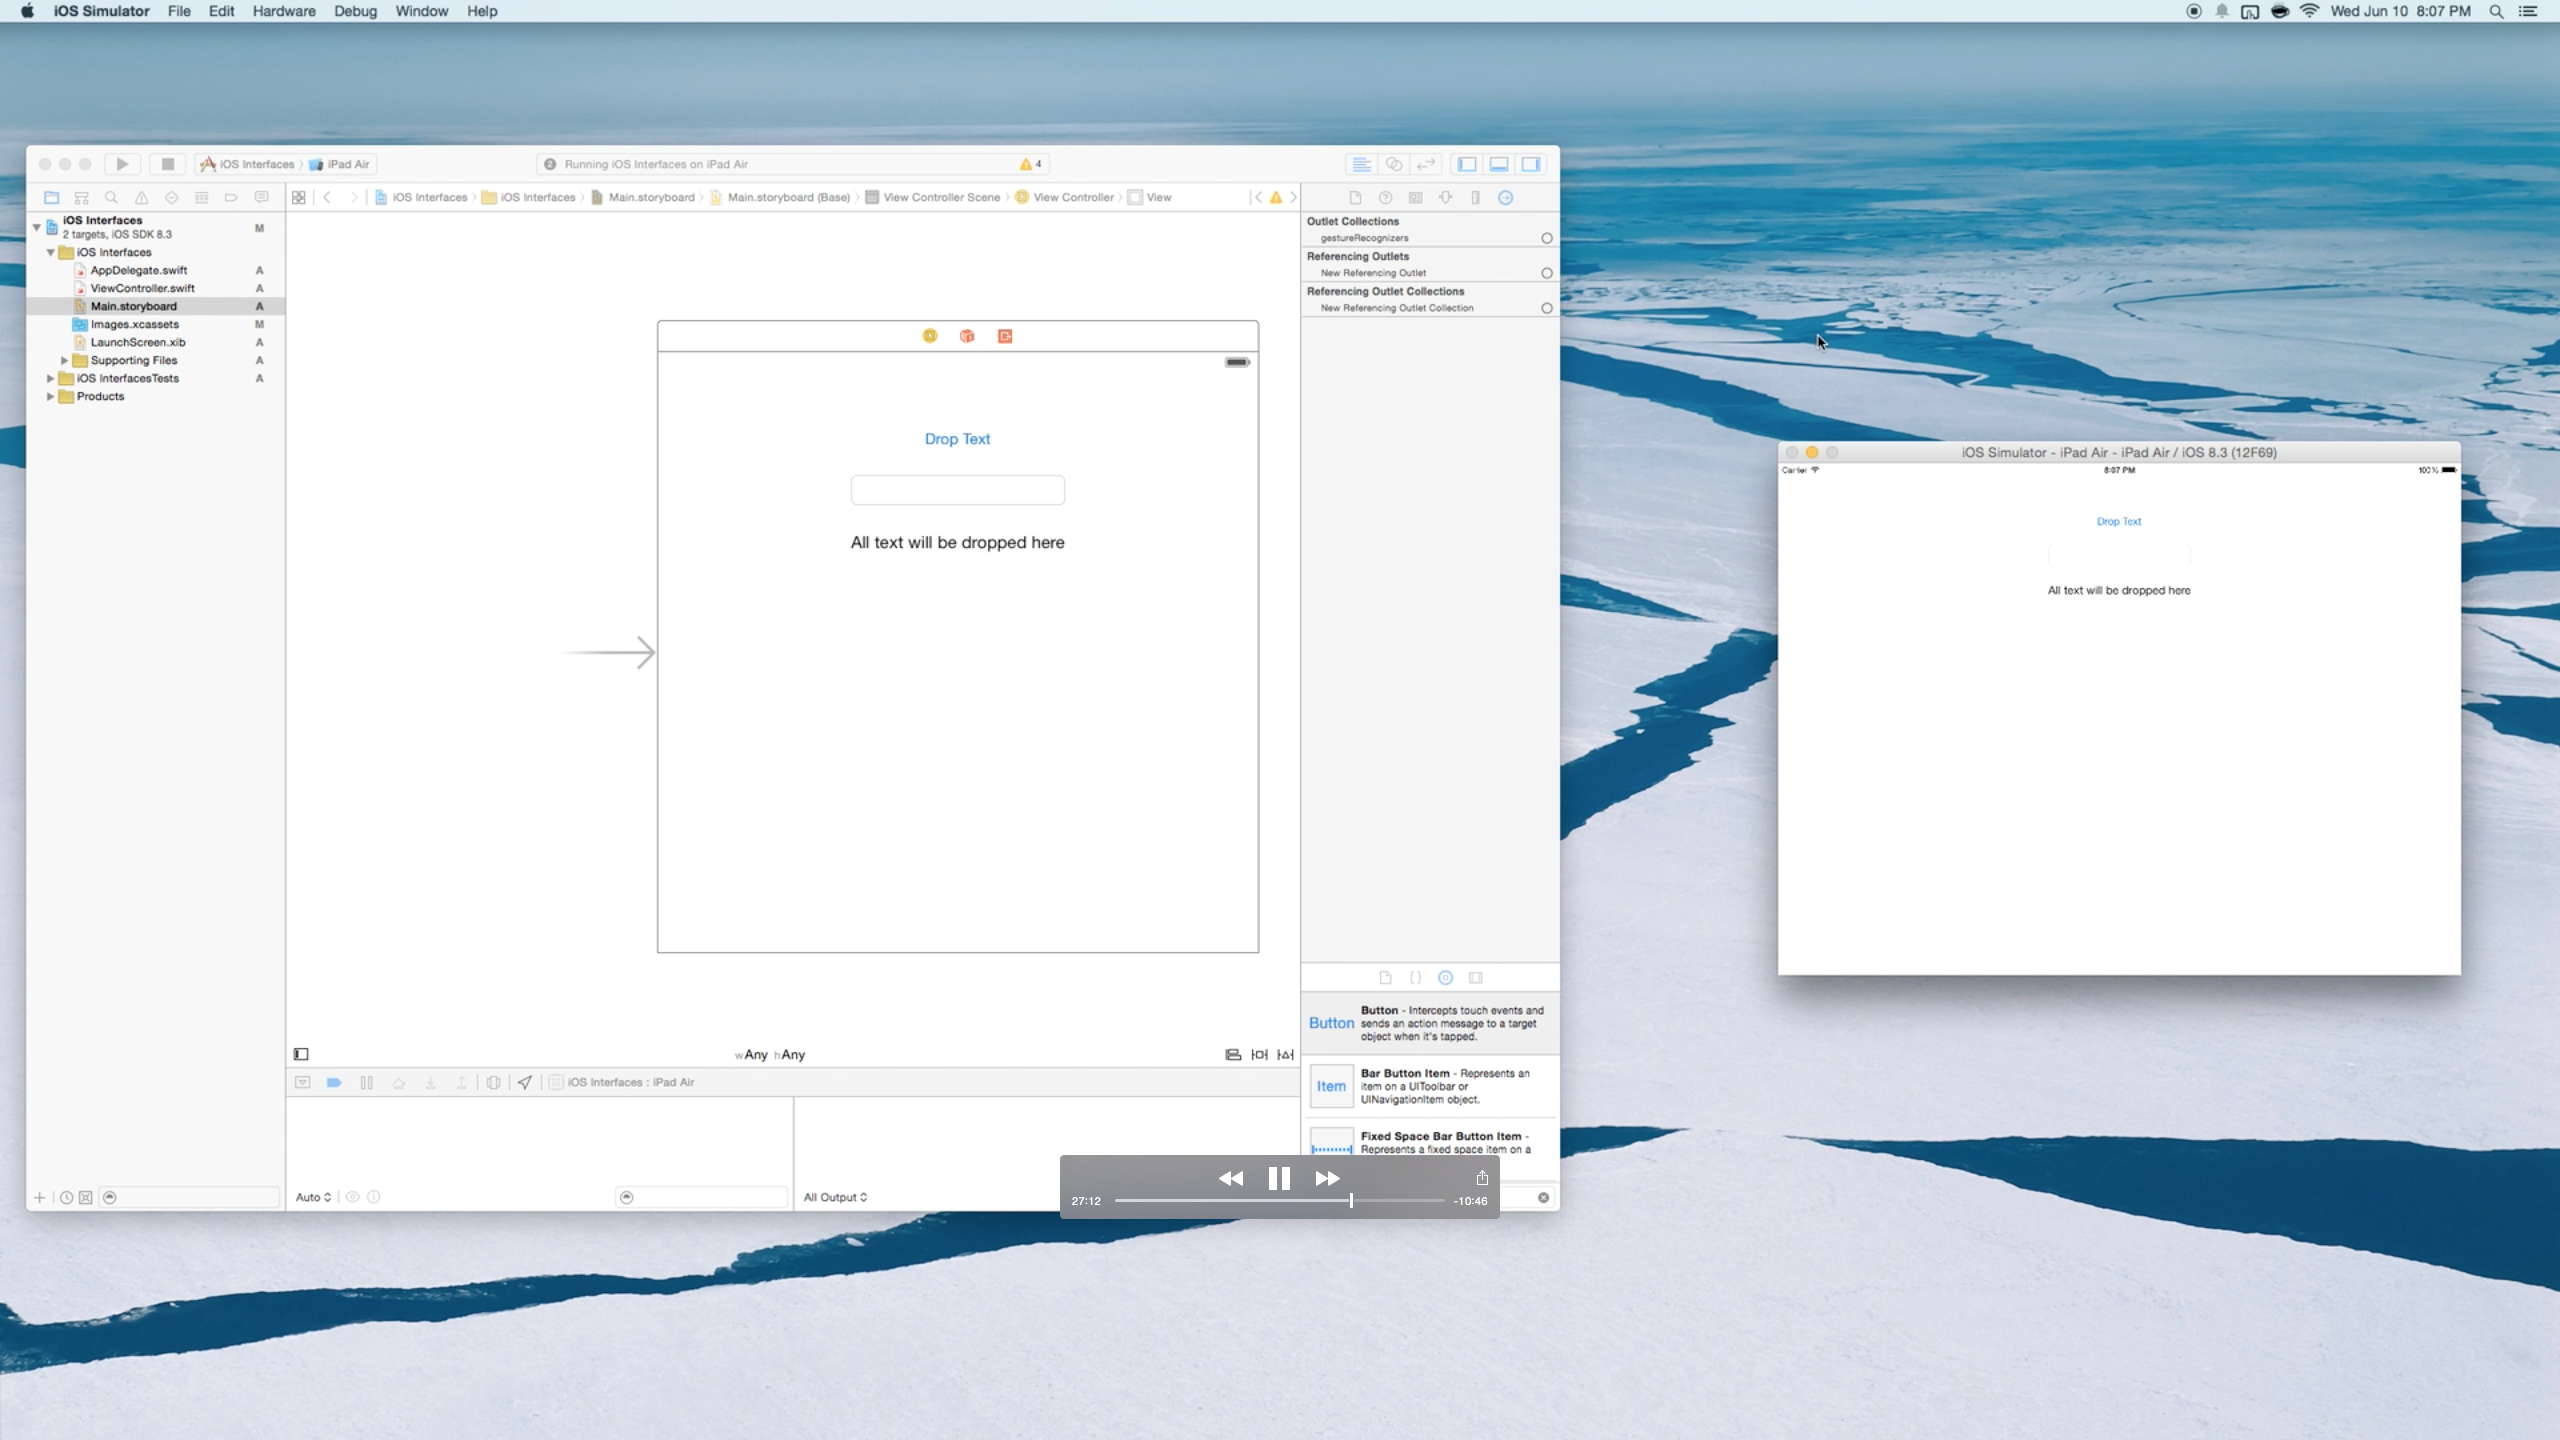 iOS Simulator File Edit Hardware Debug Window Help
Wed Jun 10 8:07 PM
iOS Interfaces iPad Air
2 Running iOS Interfaces on iPad Air
4
iOS Interfaces iOS Interfaces Main.storyboard Main.storyboard (Base) View Controller Scene View Controller View
iOS Interfaces
2 targets, iOS SDK 8.3
M
iOS Interfaces
AppDelegate.swift A
ViewController.swift A
Main.storyboard A
Images.xcassets M
LaunchScreen.xib A
Supporting Files A
iOS InterfacesTests A
Products
Drop Text
All text will be dropped here
wAny hAny
iOS Interfaces : iPad Air
Auto
All Output
Outlet Collections
gestureRecognizers
Referencing Outlets
New Referencing Outlet
Referencing Outlet Collections
New Referencing Outlet Collection
Button
Button - Intercepts touch events and
sends an action message to a target
object when it's tapped.
Item
Bar Button Item - Represents an
item on a UIToolbar or
UINavigationItem object.
Fixed Space Bar Button Item -
Represents a fixed space item on a
27:12
-10:46
iOS Simulator - iPad Air - iPad Air / iOS 8.3 (12F69)
Carrier 8:07 PM 100%
Drop Text
All text will be dropped here